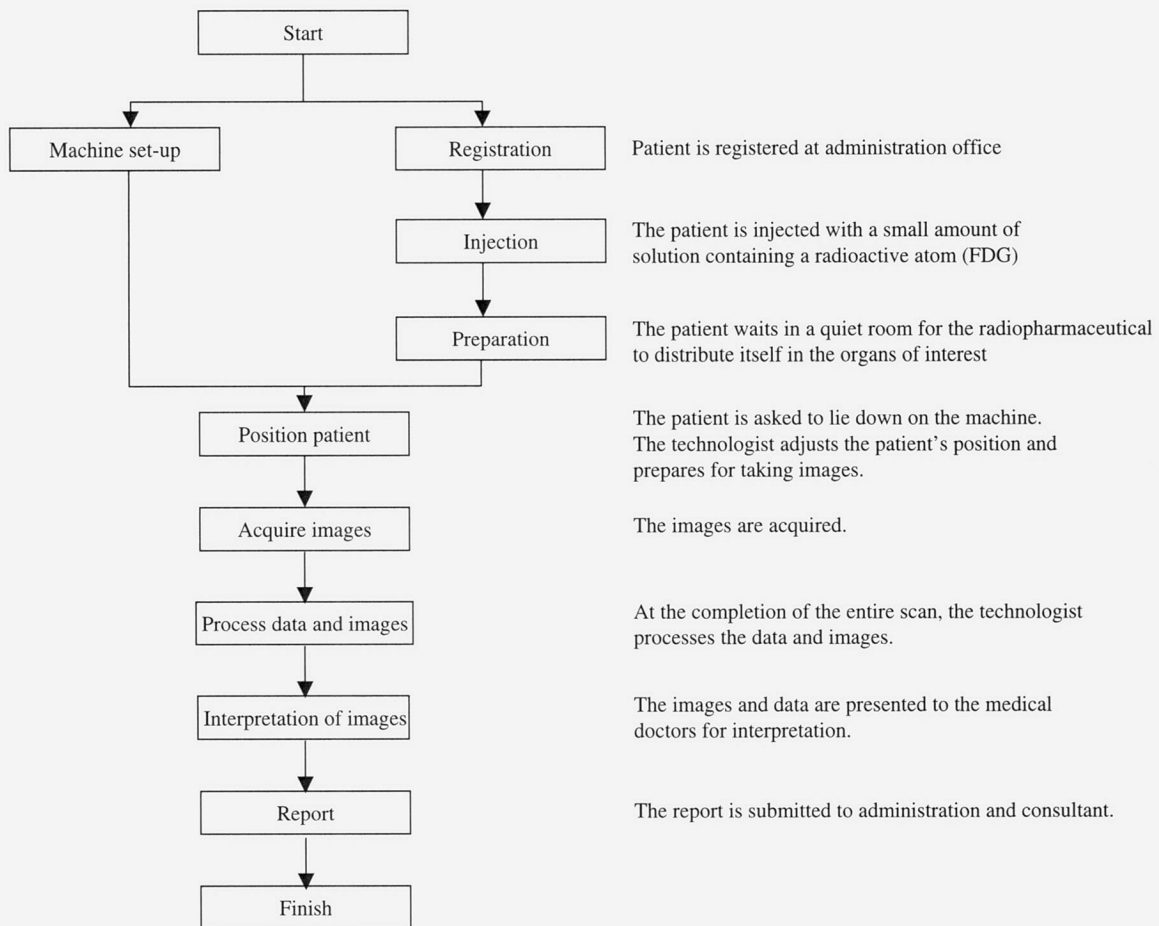 Start
Machine set-up
Registration
Patient is registered at administration office
Injection
The patient is injected with a small amount of
solution containing a radioactive atom (FDG)
Preparation
The patient waits in a quiet room for the radiopharmaceutical
to distribute itself in the organs of interest
Position patient
The patient is asked to lie down on the machine.
The technologist adjusts the patient's position and
prepares for taking images.
Acquire images
The images are acquired.
Process data and images
At the completion of the entire scan, the technologist
processes the data and images.
Interpretation of images
The images and data are presented to the medical
doctors for interpretation.
Report
The report is submitted to administration and consultant.
Finish